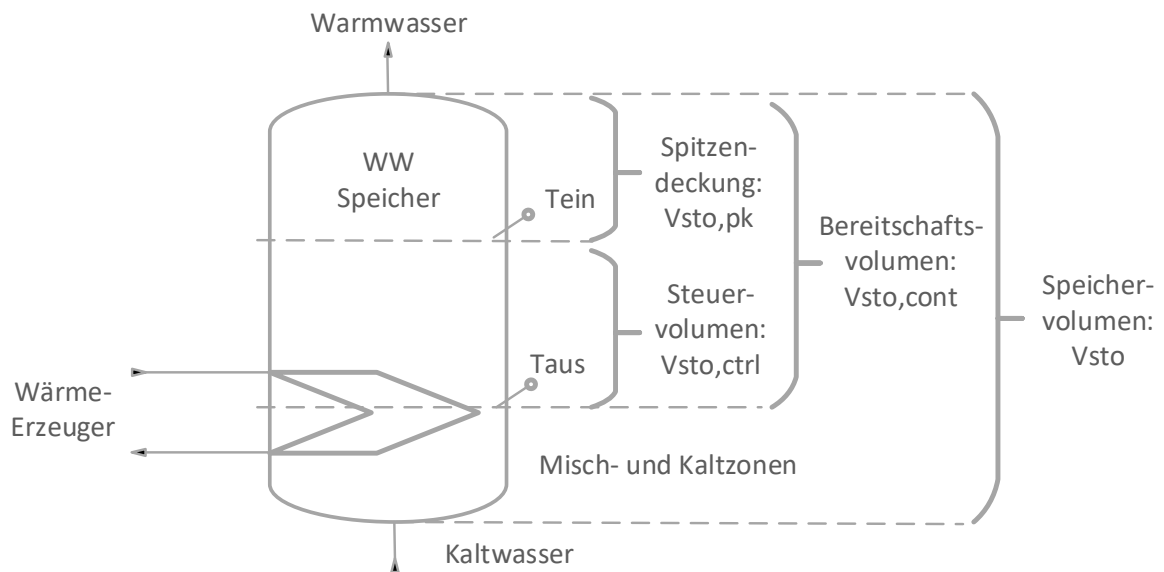 Warmwasser
WW
Speicher
Tein
Spitzen-
deckung:
Vsto,pk
Bereitschafts-
volumen:
Vsto,cont
Speicher-
volumen:
Vsto
Steuer-
volumen:
Vsto,ctrl
Taus
Wärme-
Erzeuger
Misch- und Kaltzonen
Kaltwasser